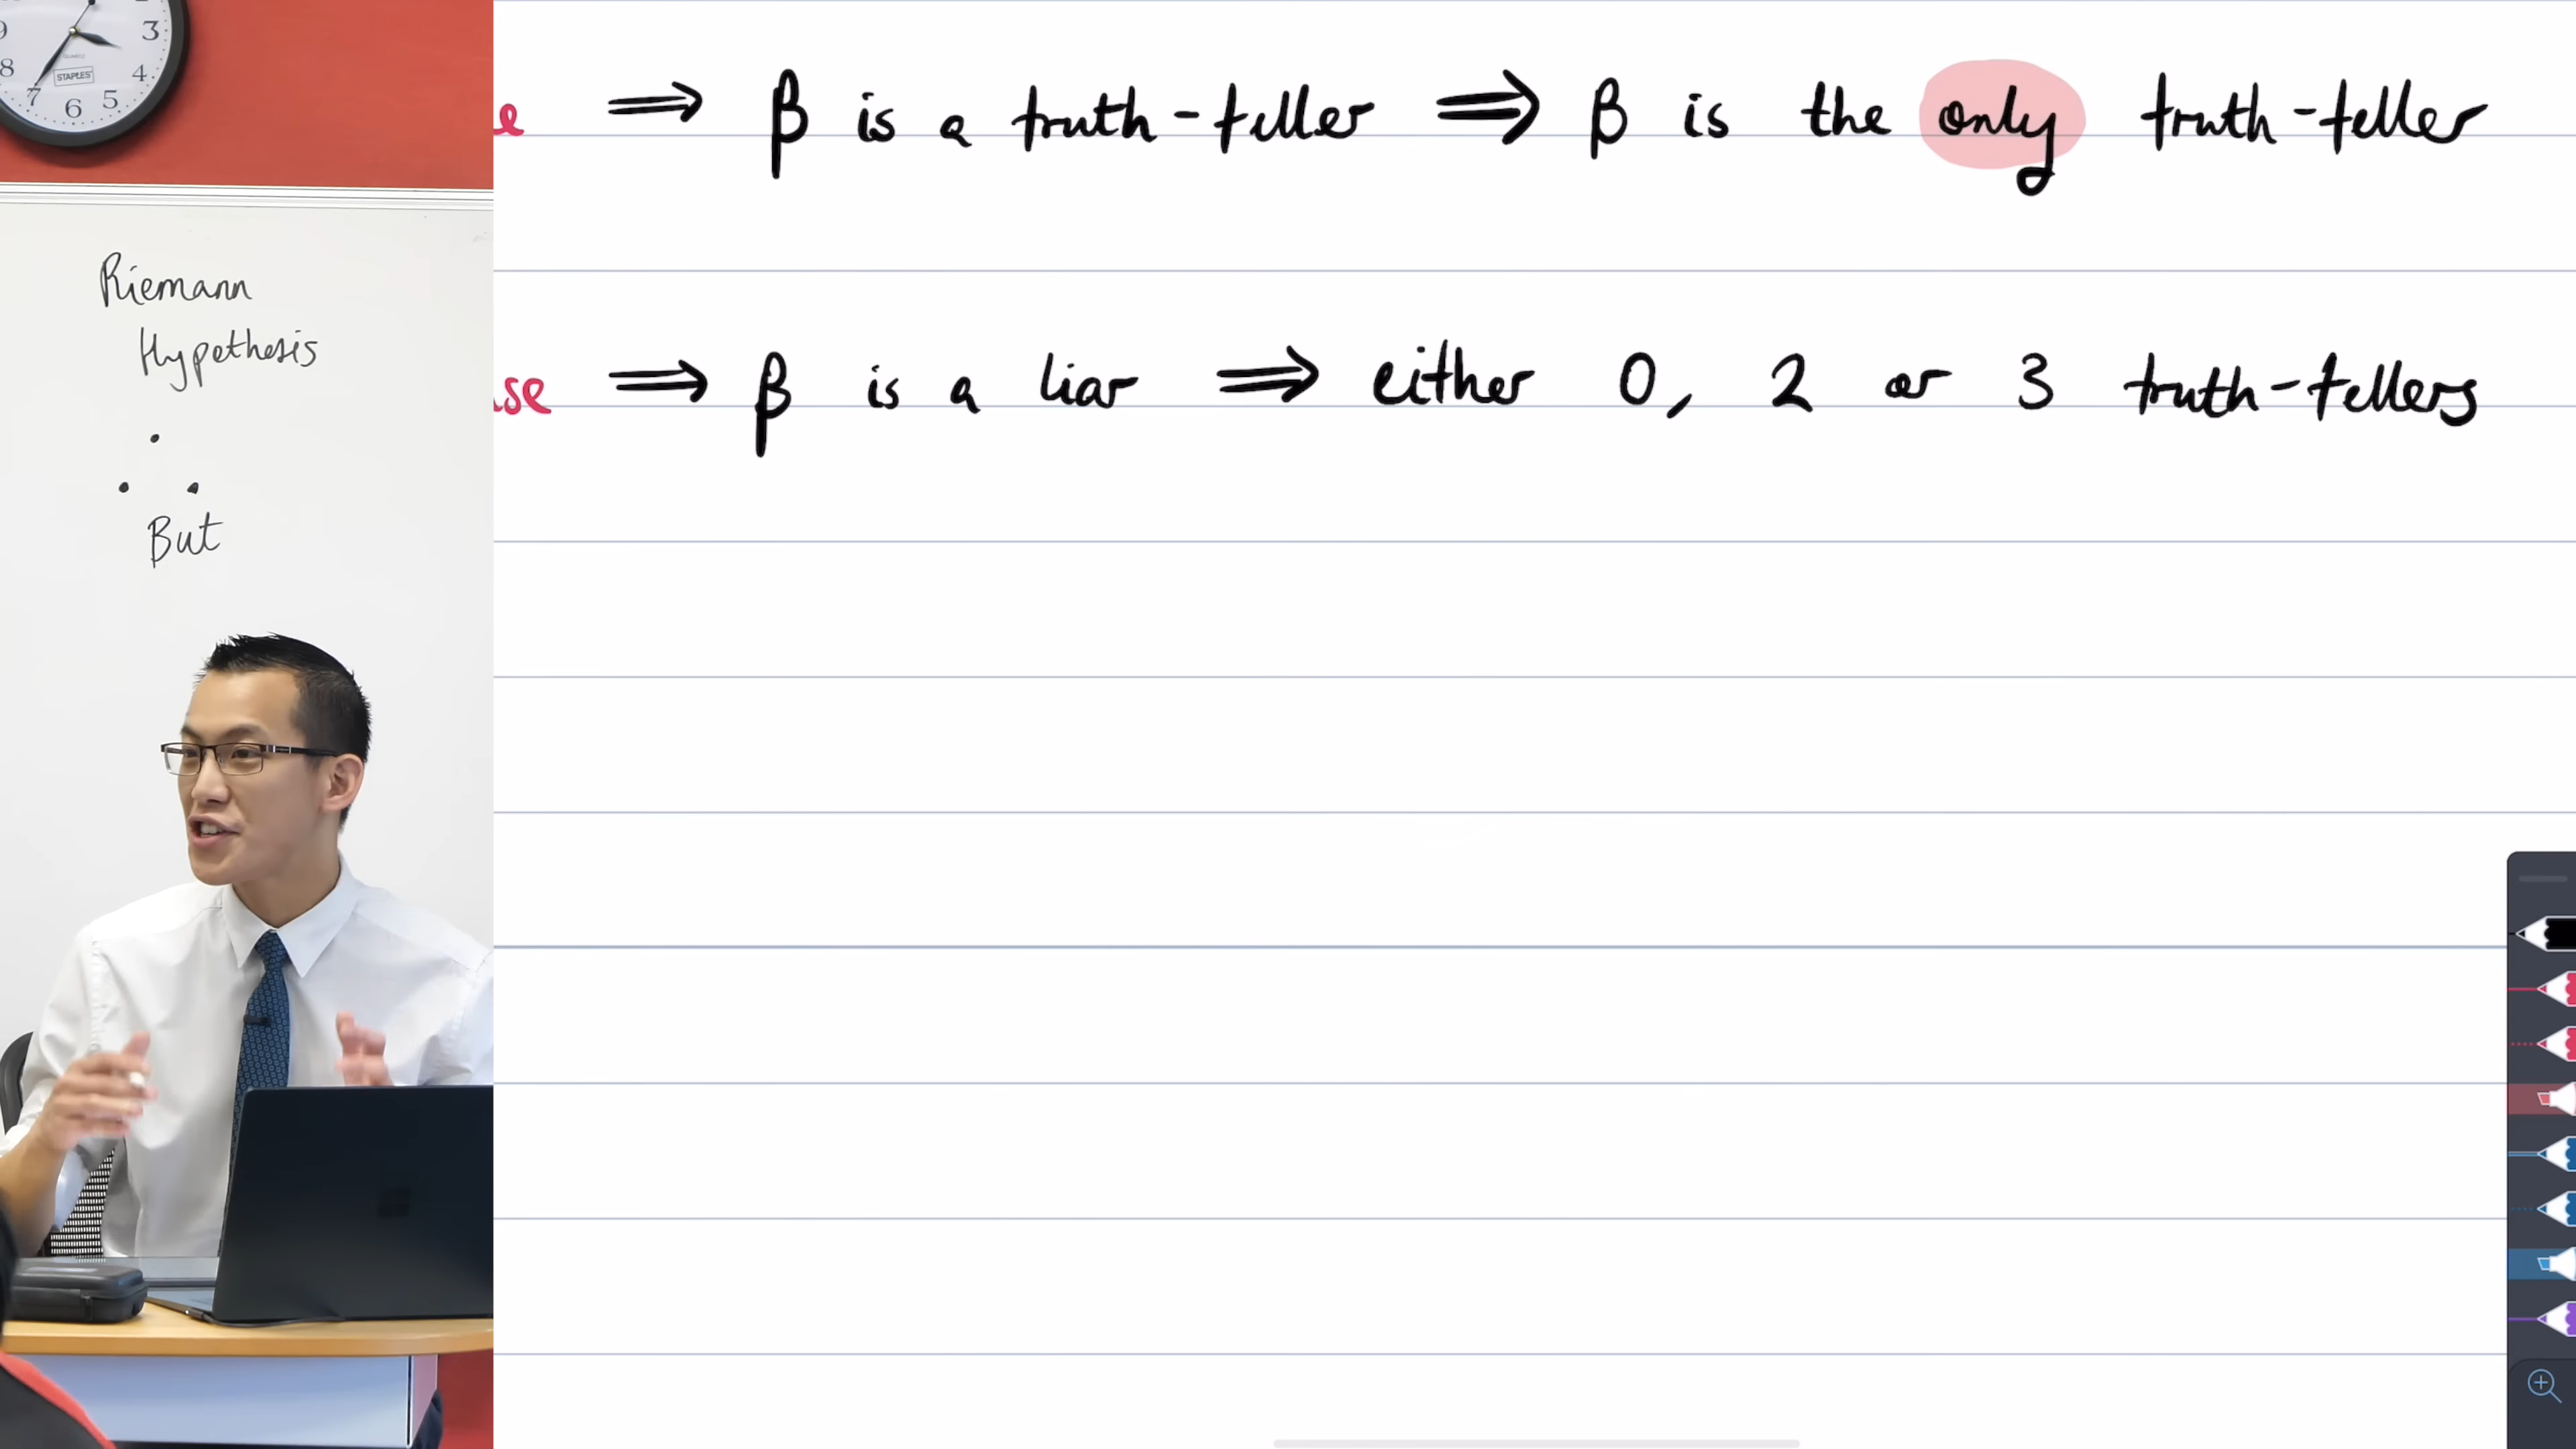 3
4
5
6
7
8
QUARTZ
STAPLES
Riemann
Hypothesis
But
e ⟹ β is a truth-teller ⟹ β is the only truth-teller
se ⟹ β is a liar ⟹ either 0, 2 or 3 truth-tellers